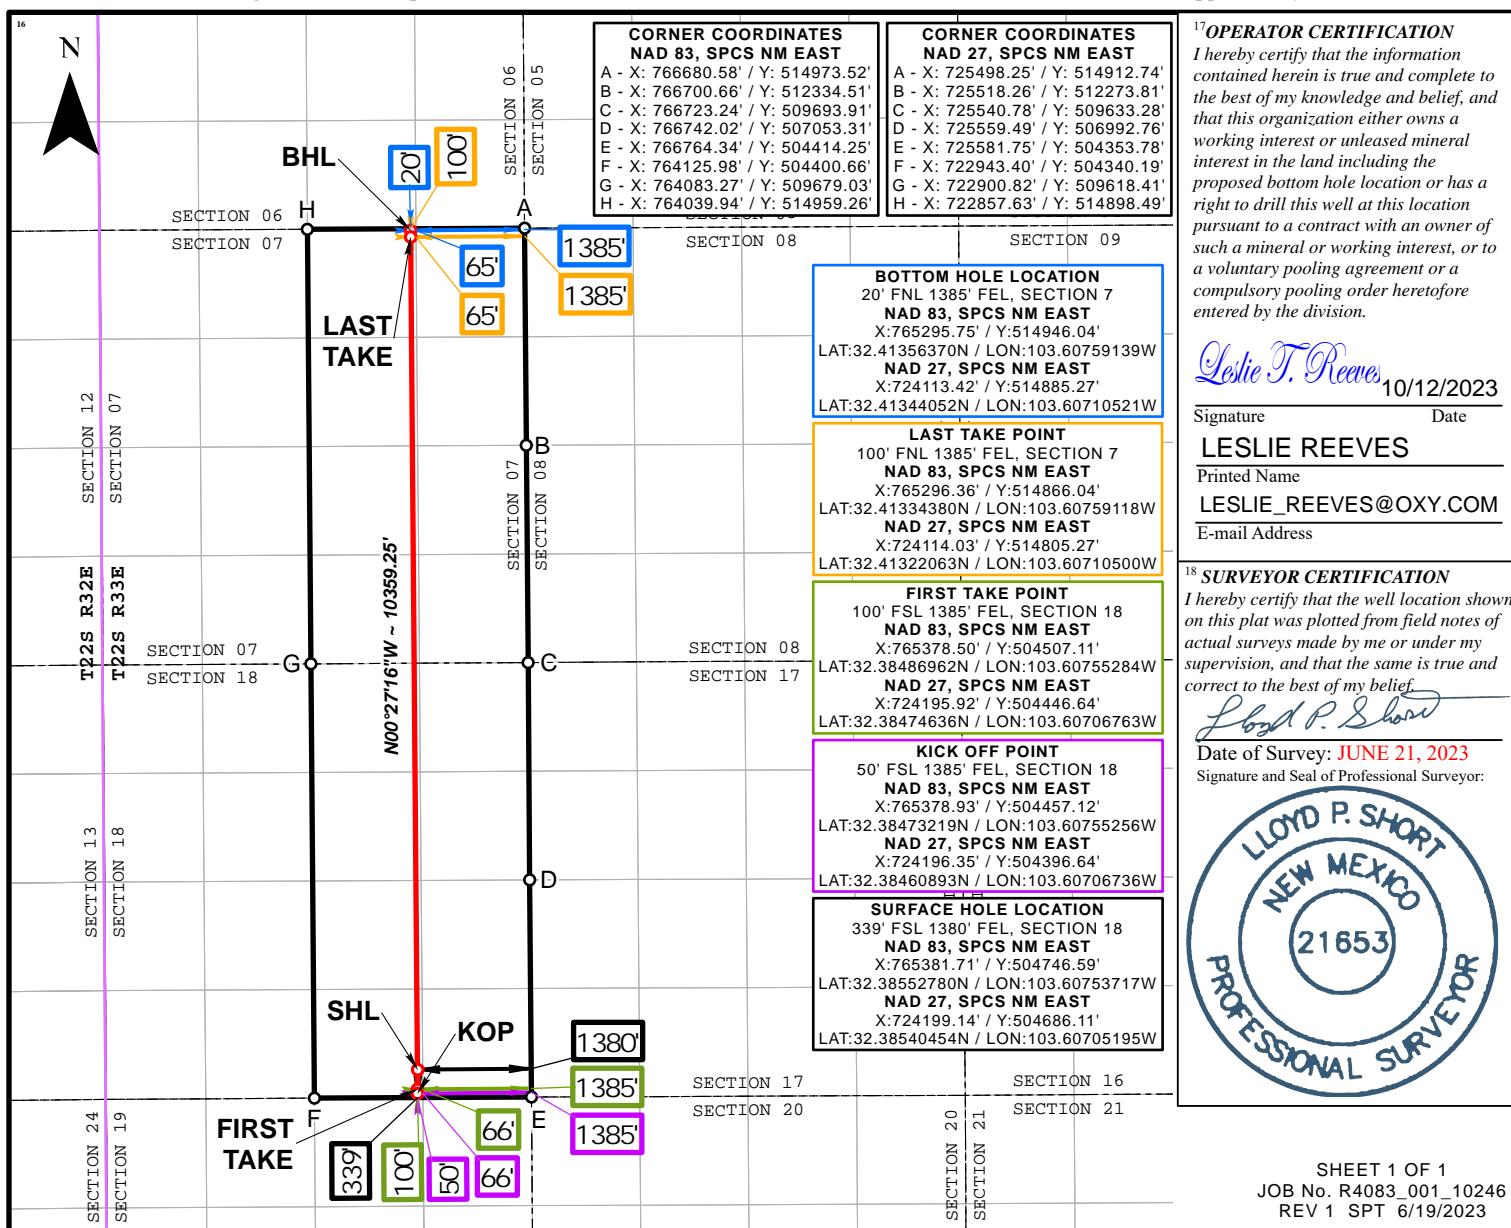 16
N
CORNER COORDINATES
NAD 83, SPCS NM EAST
A - X: 766680.58' / Y: 514973.52'
B - X: 766700.66' / Y: 512334.51'
C - X: 766723.24' / Y: 509693.91'
D - X: 766742.02' / Y: 507053.31'
E - X: 766764.34' / Y: 504414.25'
F - X: 764125.98' / Y: 504400.66'
G - X: 764083.27' / Y: 509679.03'
H - X: 764039.94' / Y: 514959.26'
CORNER COORDINATES
NAD 27, SPCS NM EAST
A - X: 725498.25' / Y: 514912.74'
B - X: 725518.26' / Y: 512273.81'
C - X: 725540.78' / Y: 509633.28'
D - X: 725559.49' / Y: 506992.76'
E - X: 725581.75' / Y: 504353.78'
F - X: 722943.40' / Y: 504340.19'
G - X: 722900.82' / Y: 509618.41'
H - X: 722857.63' / Y: 514898.49'
SECTION 06
SECTION 05
BHL
20'
100'
SECTION 06
SECTION 07
H
A
SECTION 08
SECTION 09
65'
1385'
65'
1385'
LAST
TAKE
BOTTOM HOLE LOCATION
20' FNL 1385' FEL, SECTION 7
NAD 83, SPCS NM EAST
X:765295.75' / Y:514946.04'
LAT:32.41356370N / LON:103.60759139W
NAD 27, SPCS NM EAST
X:724113.42' / Y:514885.27'
LAT:32.41344052N / LON:103.60710521W
SECTION 12
SECTION 07
B
SECTION 07
SECTION 08
LAST TAKE POINT
100' FNL 1385' FEL, SECTION 7
NAD 83, SPCS NM EAST
X:765296.36' / Y:514866.04'
LAT:32.41334380N / LON:103.60759118W
NAD 27, SPCS NM EAST
X:724114.03' / Y:514805.27'
LAT:32.41322063N / LON:103.60710500W
N00°27'16"W ~ 10359.25'
T22S R32E
T22S R33E
FIRST TAKE POINT
100' FSL 1385' FEL, SECTION 18
NAD 83, SPCS NM EAST
X:765378.50' / Y:504507.11'
LAT:32.38486962N / LON:103.60755284W
NAD 27, SPCS NM EAST
X:724195.92' / Y:504446.64'
LAT:32.38474636N / LON:103.60706763W
SECTION 07
SECTION 18
G
C
SECTION 08
SECTION 17
KICK OFF POINT
50' FSL 1385' FEL, SECTION 18
NAD 83, SPCS NM EAST
X:765378.93' / Y:504457.12'
LAT:32.38473219N / LON:103.60755256W
NAD 27, SPCS NM EAST
X:724196.35' / Y:504396.64'
LAT:32.38460893N / LON:103.60706736W
SECTION 13
SECTION 18
D
SURFACE HOLE LOCATION
339' FSL 1380' FEL, SECTION 18
NAD 83, SPCS NM EAST
X:765381.71' / Y:504746.59'
LAT:32.38552780N / LON:103.60753717W
NAD 27, SPCS NM EAST
X:724199.14' / Y:504686.11'
LAT:32.38540454N / LON:103.60705195W
SHL
KOP
1380'
1385'
1385'
F
E
SECTION 17
SECTION 20
SECTION 16
SECTION 21
FIRST
TAKE
66'
66'
339'
100'
50'
SECTION 24
SECTION 19
SECTION 20
SECTION 21
17 OPERATOR CERTIFICATION
I hereby certify that the information
contained herein is true and complete to
the best of my knowledge and belief, and
that this organization either owns a
working interest or unleased mineral
interest in the land including the
proposed bottom hole location or has a
right to drill this well at this location
pursuant to a contract with an owner of
such a mineral or working interest, or to
a voluntary pooling agreement or a
compulsory pooling order heretofore
entered by the division.
Leslie T. Reeves 10/12/2023
Signature Date
LESLIE REEVES
Printed Name
LESLIE_REEVES@OXY.COM
E-mail Address
18 SURVEYOR CERTIFICATION
I hereby certify that the well location shown
on this plat was plotted from field notes of
actual surveys made by me or under my
supervision, and that the same is true and
correct to the best of my belief.
Lloyd P. Short
Date of Survey: JUNE 21, 2023
Signature and Seal of Professional Surveyor:
LLOYD P. SHORT
NEW MEXICO
21653
PROFESSIONAL SURVEYOR
SHEET 1 OF 1
JOB No. R4083_001_10246
REV 1 SPT 6/19/2023